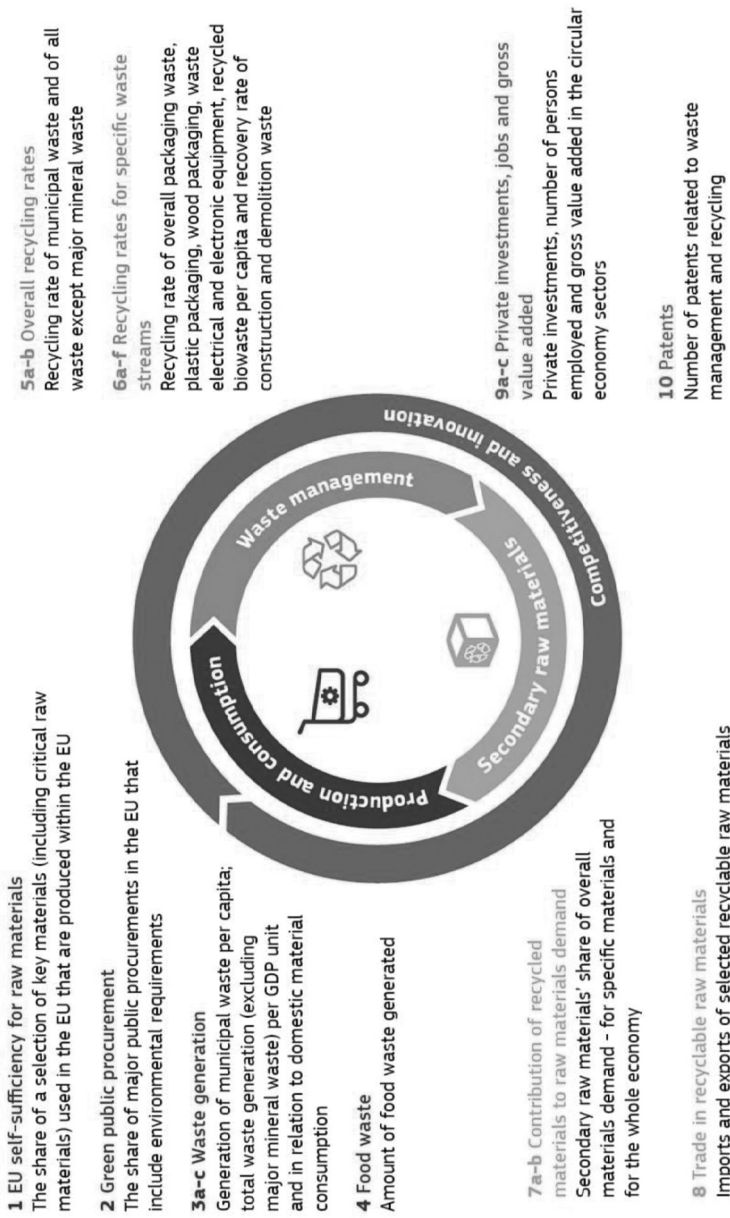 1 EU self-sufficiency for raw materials
The share of a selection of key materials (including critical raw
materials) used in the EU that are produced within the EU
2 Green public procurement
The share of major public procurements in the EU that
include environmental requirements
3a-c Waste generation
Generation of municipal waste per capita;
total waste generation (excluding
major mineral waste) per GDP unit
and in relation to domestic material
consumption
4 Food waste
Amount of food waste generated
5a-b Overall recycling rates
Recycling rate of municipal waste and of all
waste except major mineral waste
6a-f Recycling rates for specific waste
streams
Recycling rate of overall packaging waste,
plastic packaging, wood packaging, waste
electrical and electronic equipment, recycled
biowaste per capita and recovery rate of
construction and demolition waste
Production and consumption
Waste management
Secondary raw materials
Competitiveness and innovation
7a-b Contribution of recycled
materials to raw materials demand
Secondary raw materials' share of overall
materials demand - for specific materials and
for the whole economy
8 Trade in recyclable raw materials
Imports and exports of selected recyclable raw materials
9a-c Private investments, jobs and gross
value added
Private investments, number of persons
employed and gross value added in the circular
economy sectors
10 Patents
Number of patents related to waste
management and recycling